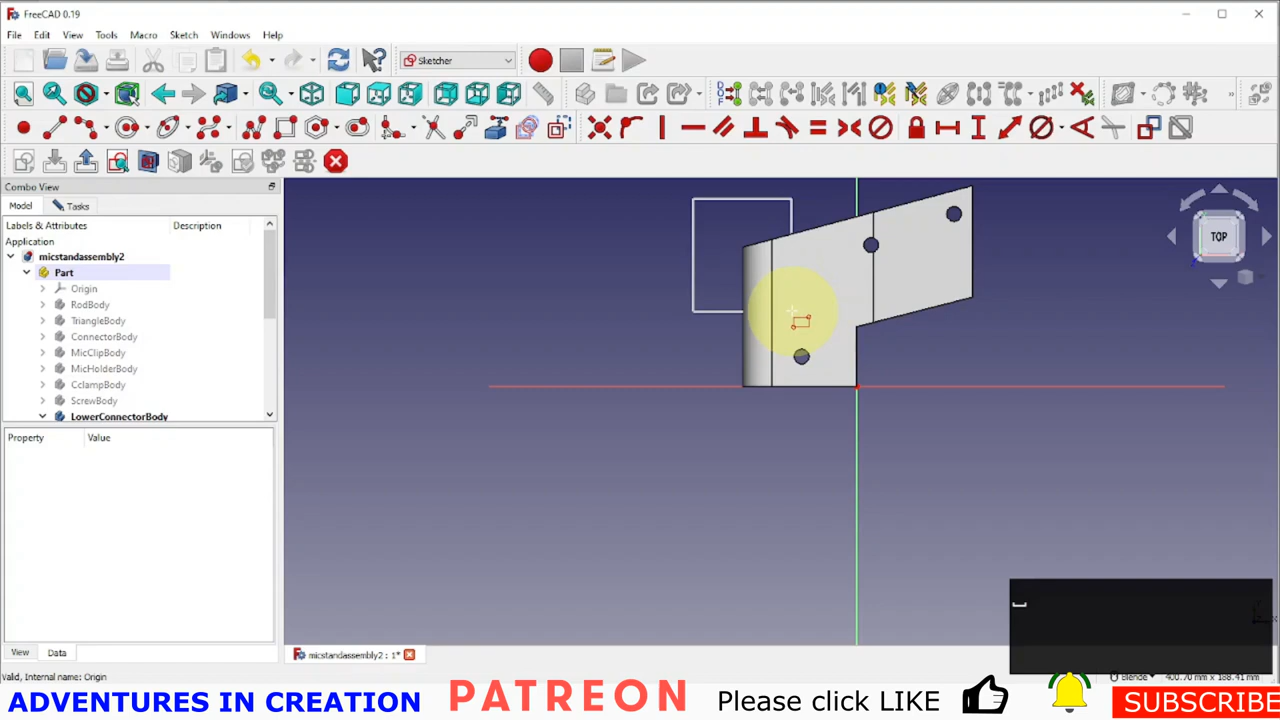 FreeCAD 0.19
File Edit View Tools Macro Sketch Windows Help
Sketcher
Combo View
Model Tasks
Labels & Attributes Description
Application
micstandassembly2
Part
Origin
RodBody
TriangleBody
ConnectorBody
MicClipBody
MicHolderBody
CclampBody
ScrewBody
LowerConnectorBody
Property Value
TOP
View Data
micstandassembly2 : 1*
Valid, Internal name: Origin
Blende 400.70 mm x 188.41 mm
ADVENTURES IN CREATION PATREON Please click LIKE SUBSCRIBE